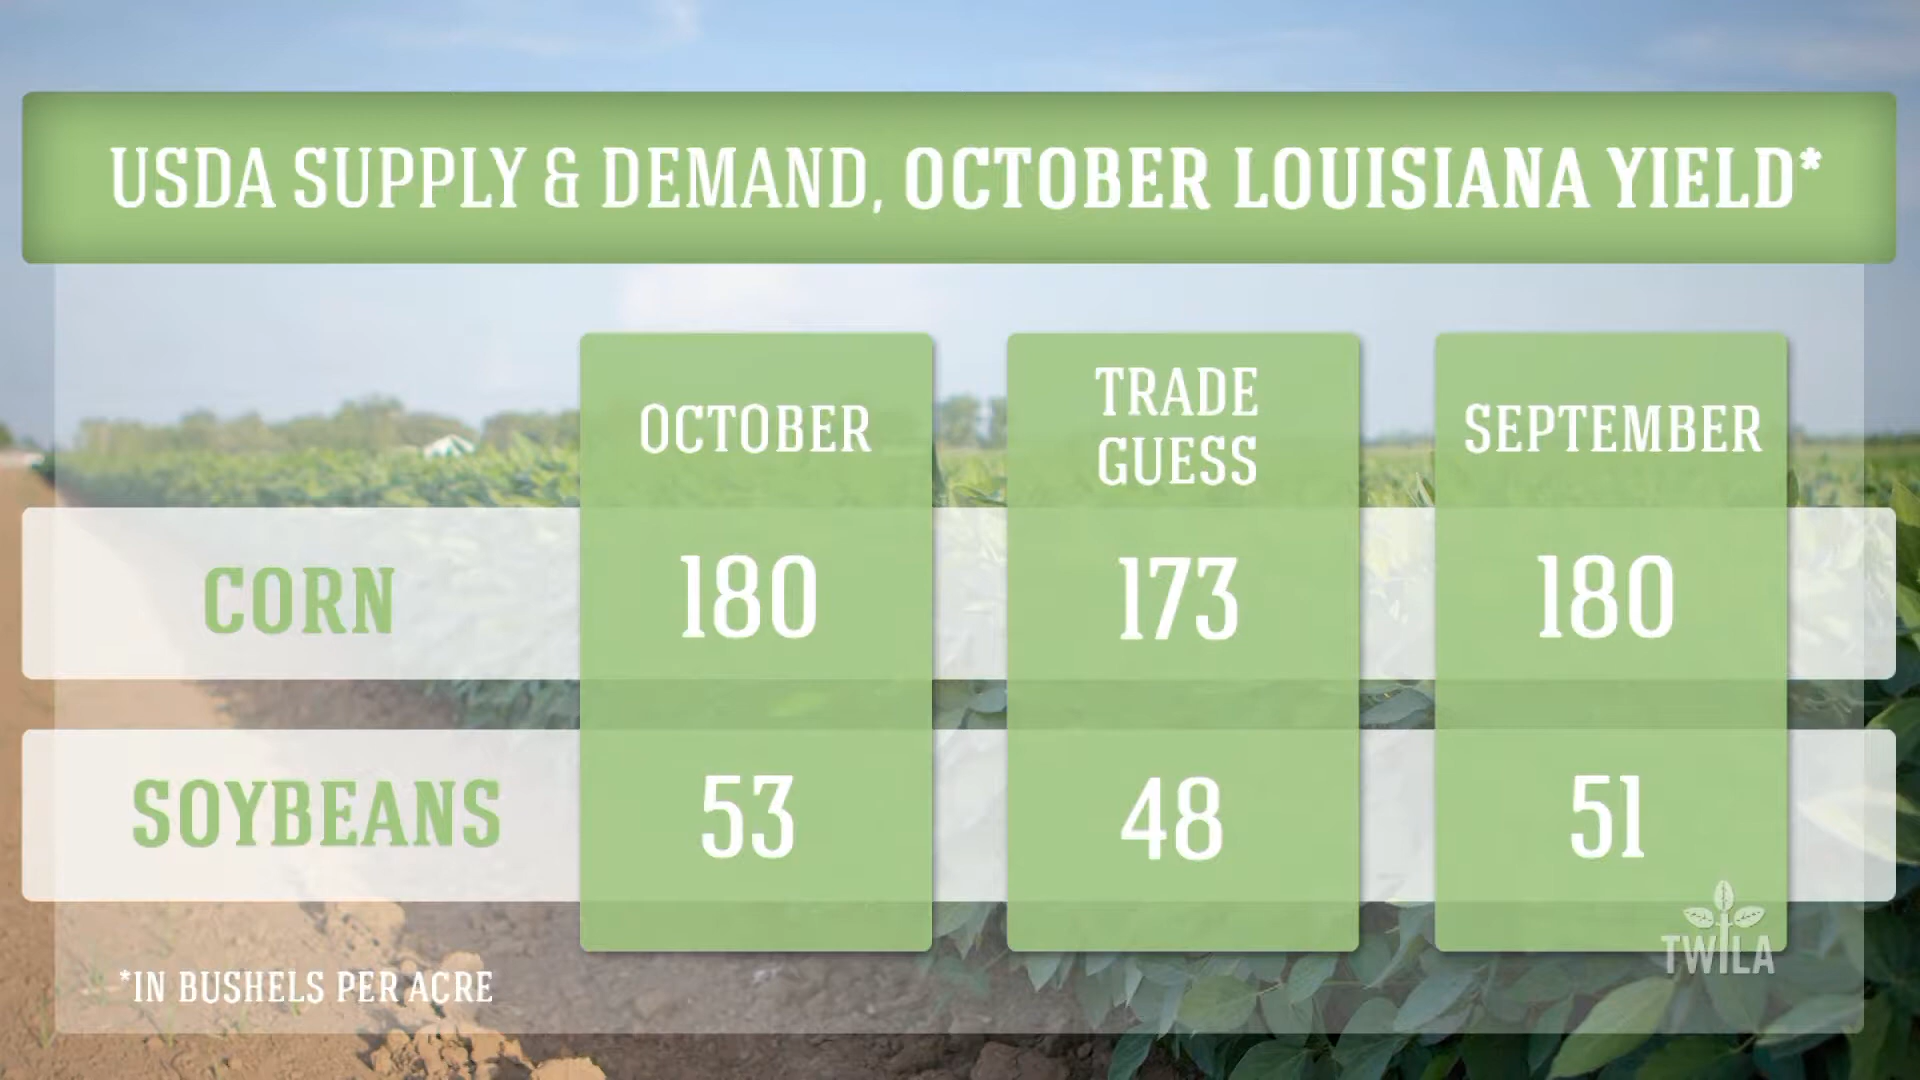 USDA SUPPLY & DEMAND, OCTOBER LOUISIANA YIELD*
OCTOBER
TRADE
GUESS
SEPTEMBER
CORN 180 173 180
SOYBEANS 53 48 51
*IN BUSHELS PER ACRE
TWILA